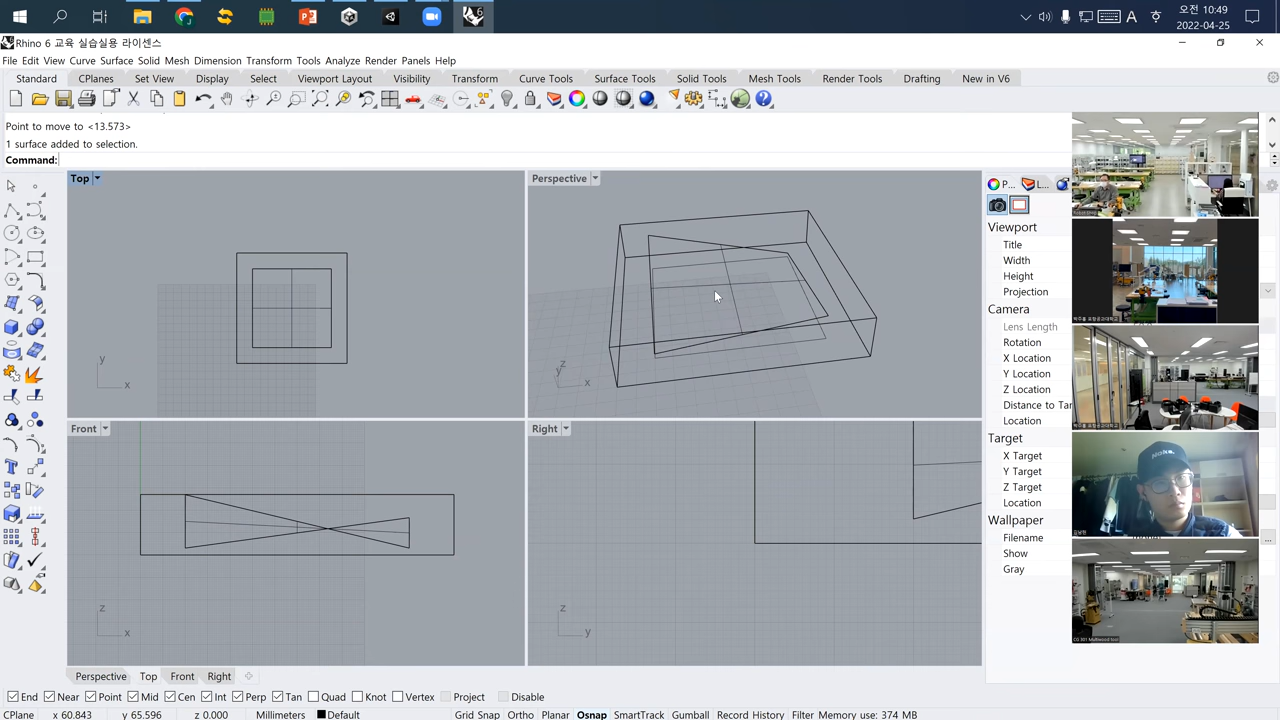 A
오전 10:49
2022-04-25
Rhino 6 교육 실습실용 라이센스
File Edit View Curve Surface Solid Mesh Dimension Transform Tools Analyze Render Panels Help
Standard CPlanes Set View Display Select Viewport Layout Visibility Transform Curve Tools Surface Tools Solid Tools Mesh Tools Render Tools Drafting New in V6
Point to move to <13.573>
1 surface added to selection.
Command:
Top
Perspective
P...
L...
Viewport
Title
Width
Height
Projection
Camera
Lens Length
Rotation
X Location
Y Location
Z Location
Distance to Tar
Location
Target
X Target
Y Target
Z Target
Location
Wallpaper
Filename
Show
Gray
y
x
z
y
x
Front
Right
z
x
z
y
Perspective Top Front Right
End Near Point Mid Cen Int Perp Tan Quad Knot Vertex Project Disable
CPlane x 60.843 y 65.596 z 0.000 Millimeters Default Grid Snap Ortho Planar Osnap SmartTrack Gumball Record History Filter Memory use: 374 MB